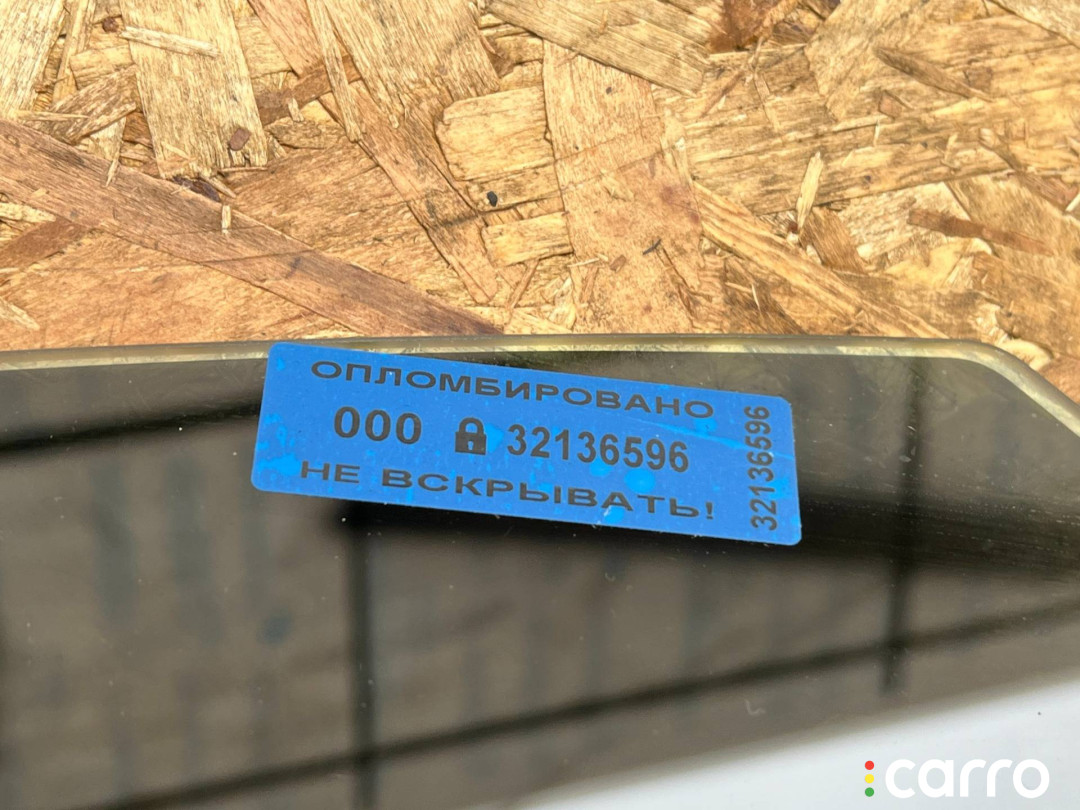 ОПЛОМБИРОВАНО
000 32136596
НЕ ВСКРЫВАТЬ!
32136596
carro